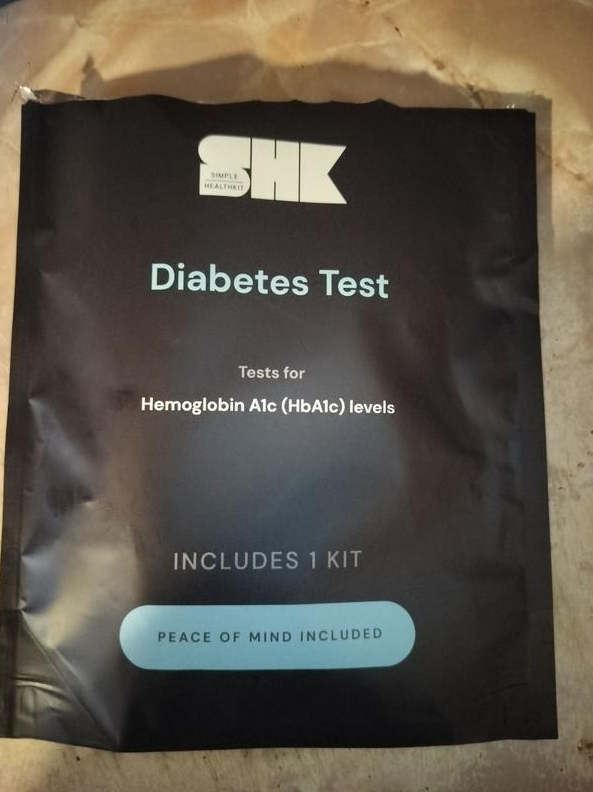 SHK
SIMPLE
HEALTHKIT
Diabetes Test
Tests for
Hemoglobin A1c (HbA1c) levels
INCLUDES 1 KIT
PEACE OF MIND INCLUDED